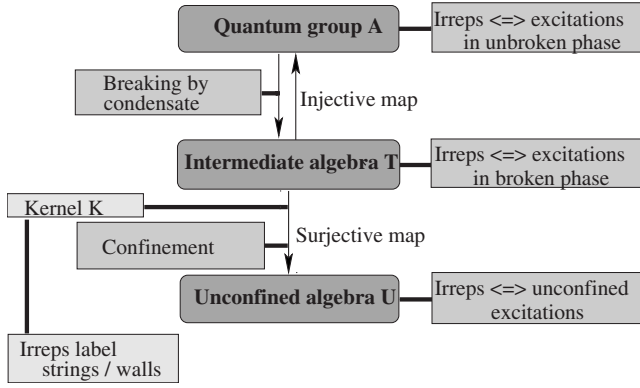 Quantum group A
Irreps <=> excitations
in unbroken phase
Breaking by
condensate
Injective map
Intermediate algebra T
Irreps <=> excitations
in broken phase
Kernel K
Surjective map
Confinement
Unconfined algebra U
Irreps <=> unconfined
excitations
Irreps label
strings / walls